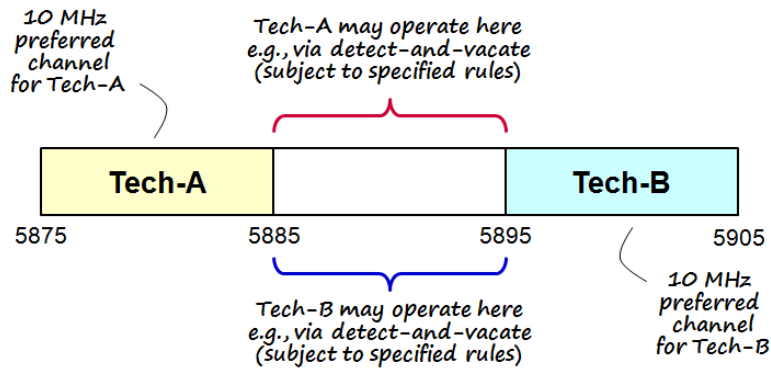 10 MHz
preferred
channel
for Tech-A
Tech-A may operate here
e.g., via detect-and-vacate
(subject to specified rules)
Tech-A
Tech-B
5875
5885
5895
5905
Tech-B may operate here
e.g., via detect-and-vacate
(subject to specified rules)
10 MHz
preferred
channel
for Tech-B